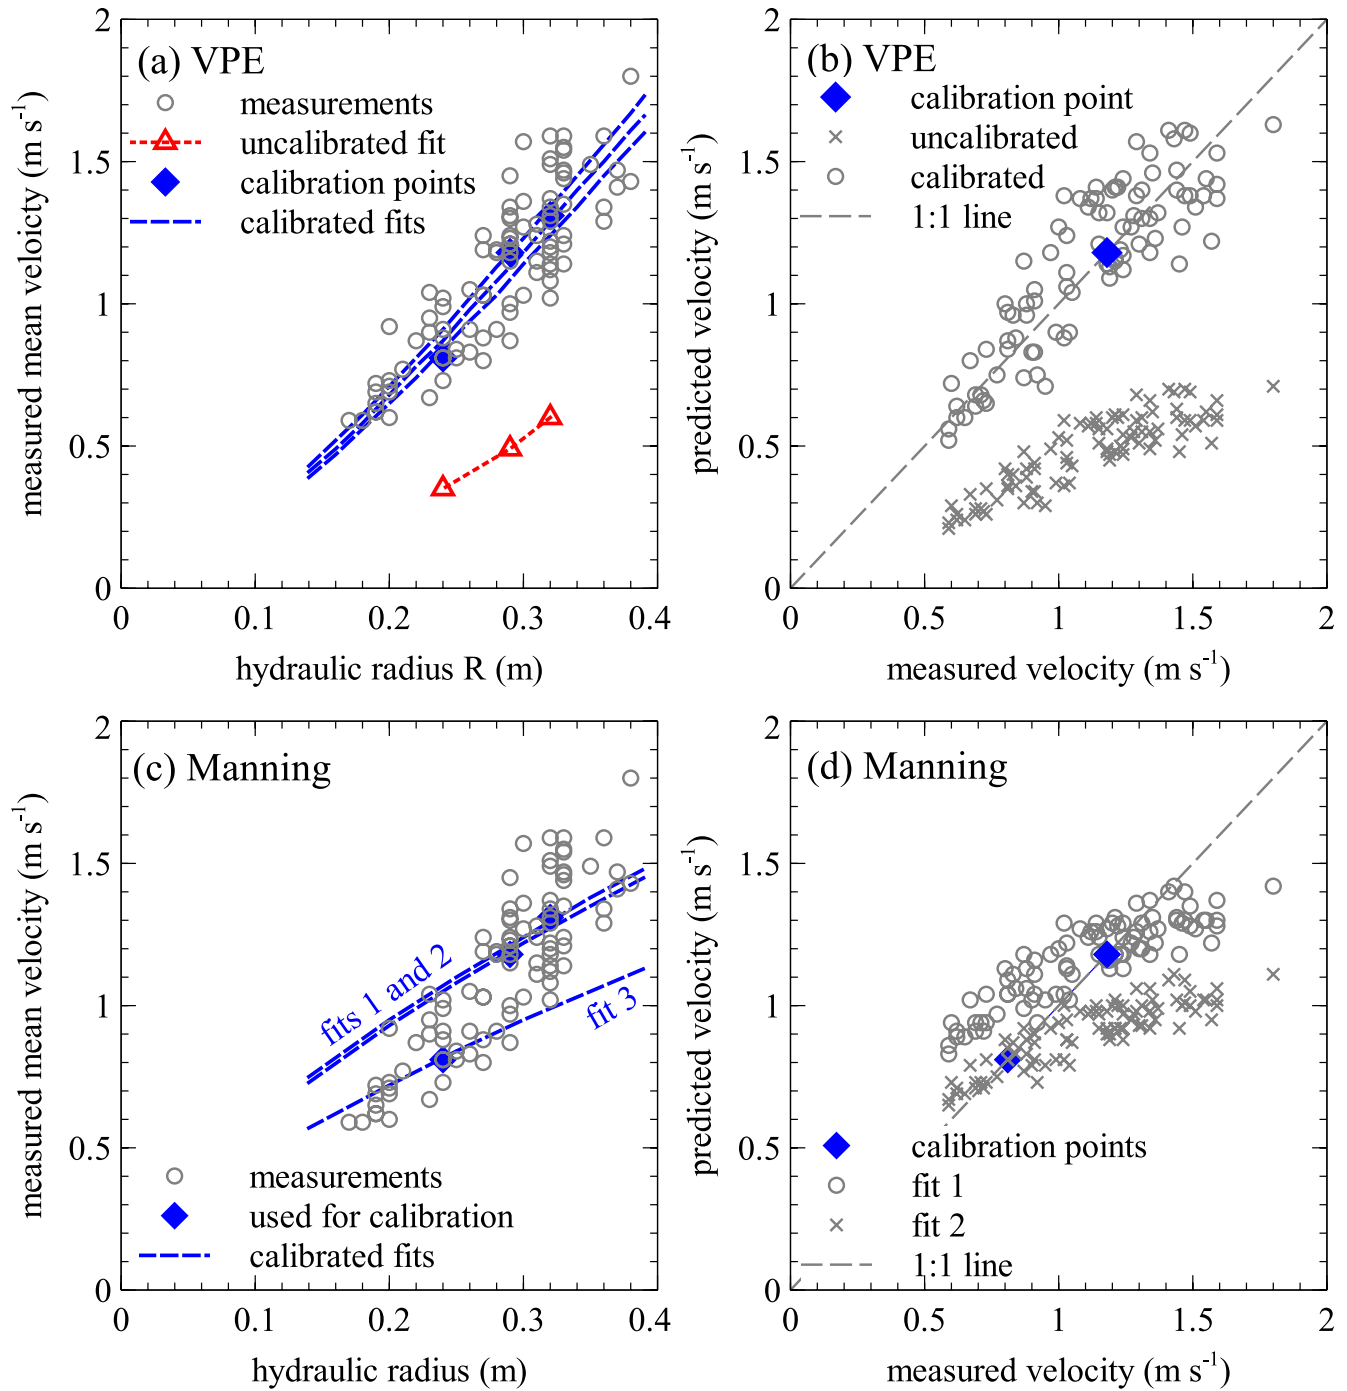 (a) VPE
measurements
uncalibrated fit
calibration points
calibrated fits
2
1.5
1
0.5
0
measured mean veloicty (m s-1)
0
0.1
0.2
0.3
0.4
hydraulic radius R (m)
(b) VPE
calibration point
uncalibrated
calibrated
1:1 line
2
1.5
1
0.5
0
predicted velocity (m s-1)
0
0.5
1
1.5
2
measured velocity (m s-1)
(c) Manning
fits 1 and 2
fit 3
measurements
used for calibration
calibrated fits
2
1.5
1
0.5
0
measured mean velocity (m s-1)
0
0.1
0.2
0.3
0.4
hydraulic radius (m)
(d) Manning
calibration points
fit 1
fit 2
1:1 line
2
1.5
1
0.5
0
predicted velocity (m s-1)
0
0.5
1
1.5
2
measured velocity (m s-1)